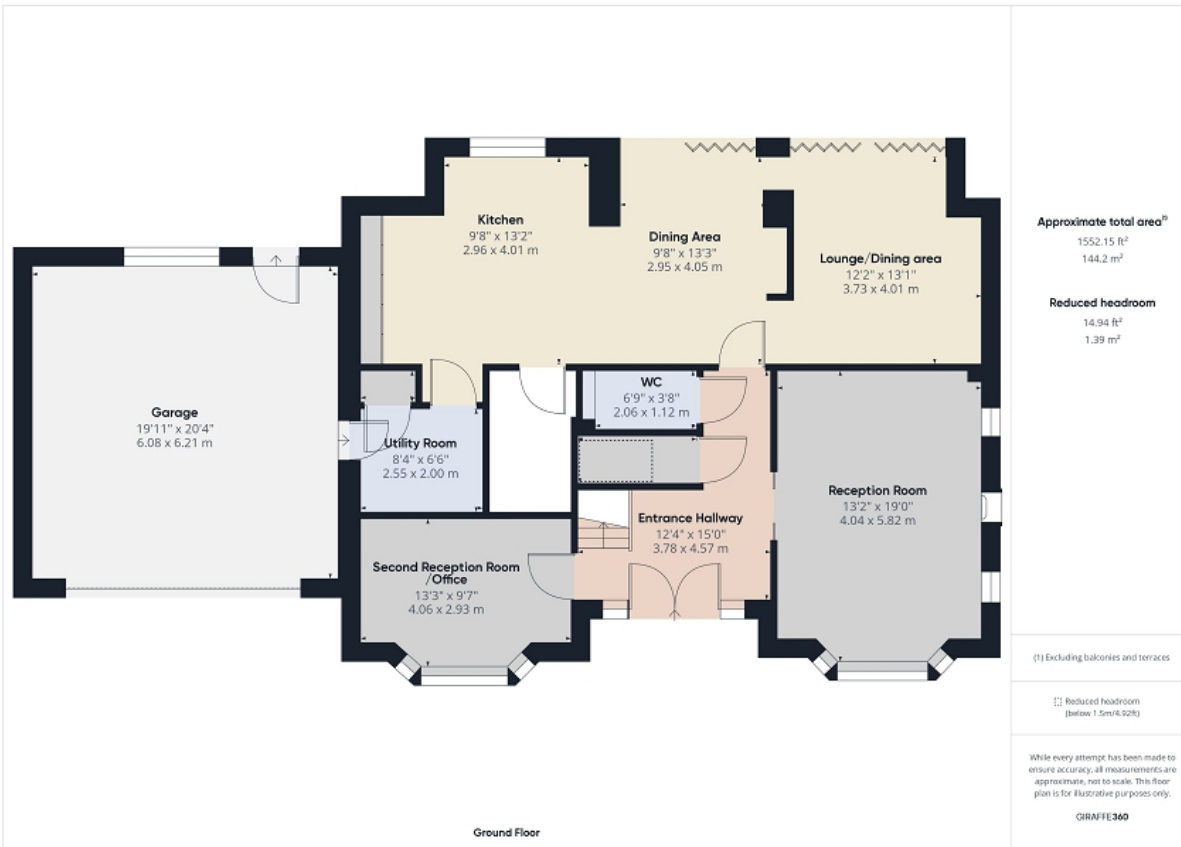 Kitchen
9'8" x 13'2"
2.96 x 4.01 m
Dining Area
9'8" x 13'3"
2.95 x 4.05 m
Lounge/Dining area
12'2" x 13'1"
3.73 x 4.01 m
Garage
19'11" x 20'4"
6.08 x 6.21 m
Utility Room
8'4" x 6'6"
2.55 x 2.00 m
WC
6'9" x 3'8"
2.06 x 1.12 m
Reception Room
13'2" x 19'0"
4.04 x 5.82 m
Entrance Hallway
12'4" x 15'0"
3.78 x 4.57 m
Second Reception Room
/Office
13'3" x 9'7"
4.06 x 2.93 m
Ground Floor
Approximate total area⁽¹⁾
1552.15 ft²
144.2 m²
Reduced headroom
14.94 ft²
1.39 m²
(1) Excluding balconies and terraces
Reduced headroom
(below 1.5m/4.92ft)
While every attempt has been made to
ensure accuracy, all measurements are
approximate, not to scale. This floor
plan is for illustrative purposes only.
GIRAFFE360